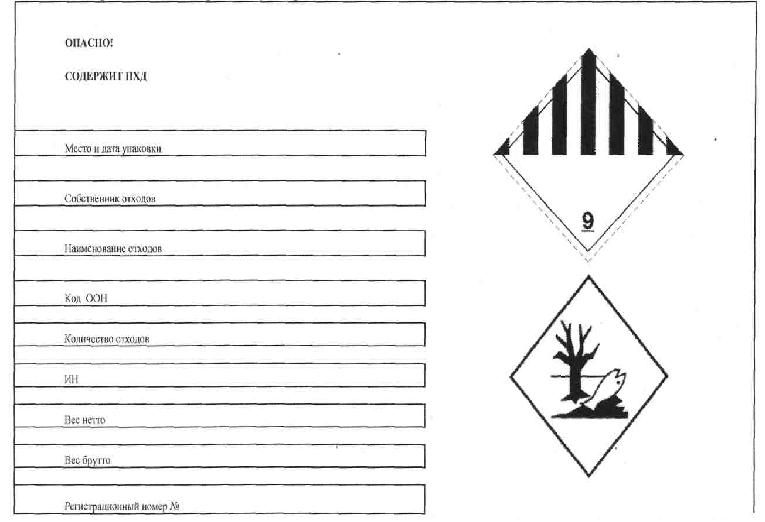 ОПАСНО!
СОДЕРЖИТ ПХД
Место и дата упаковки
Собственник отходов
Наименование отходов
Код ООН
Количество отходов
ИН
Вес нетто
Вес брутто
Регистрационный номер №
9